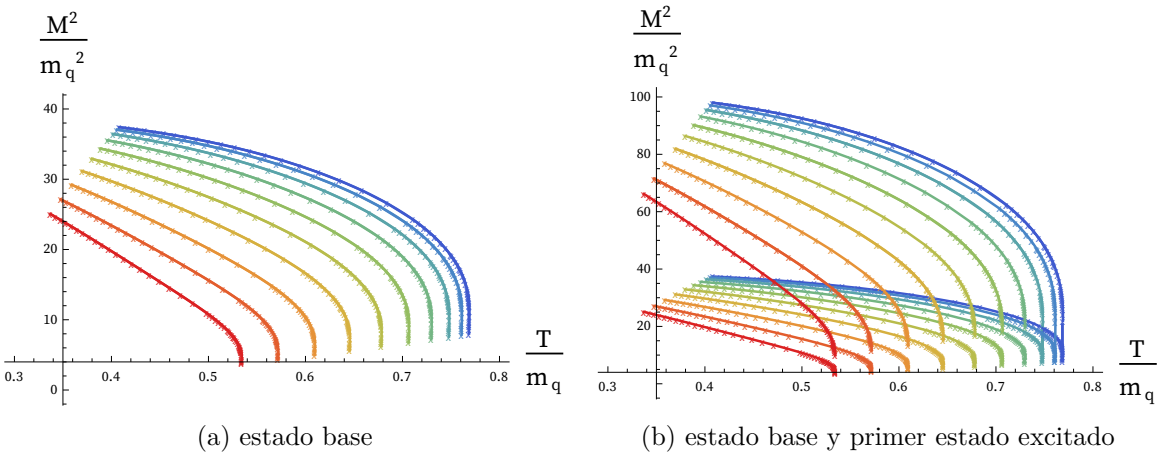 M²
m_q²
40
30
20
10
0
0.3 0.4 0.5 0.6 0.7 0.8
T
m_q
(a) estado base
M²
m_q²
100
80
60
40
20
0.3 0.4 0.5 0.6 0.7 0.8
T
m_q
(b) estado base y primer estado excitado